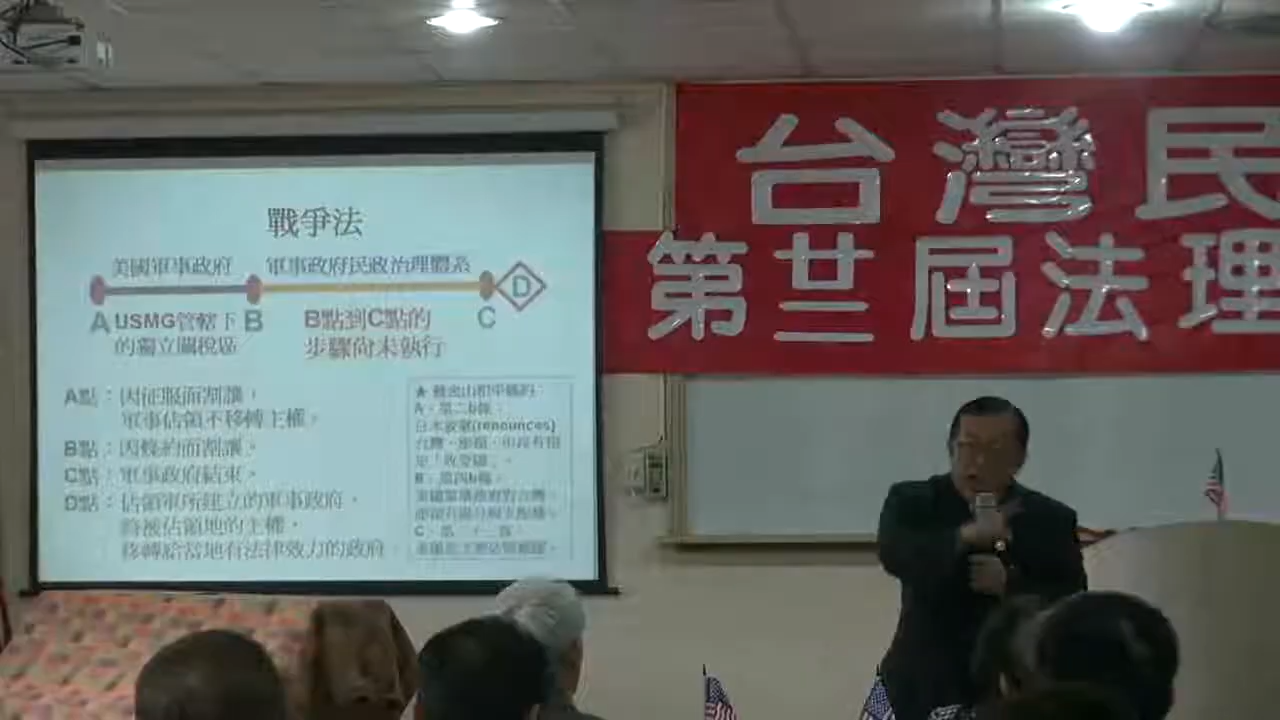 台灣民
第廿三屆法理
戰爭法
美國軍事政府 軍事政府民政治理體系
A B C D
USMG管轄下
的獨立關稅區
B點到C點的
步驟尚未執行
A點：因征服而割讓，
軍事佔領不移轉主權。
B點：因條約而割讓。
C點：軍事政府結束。
D點：佔領軍所建立的軍事政府，
將被佔領地的主權，
移轉給當地有法律效力的政府
A、第二b條：
日本放棄(renounces)